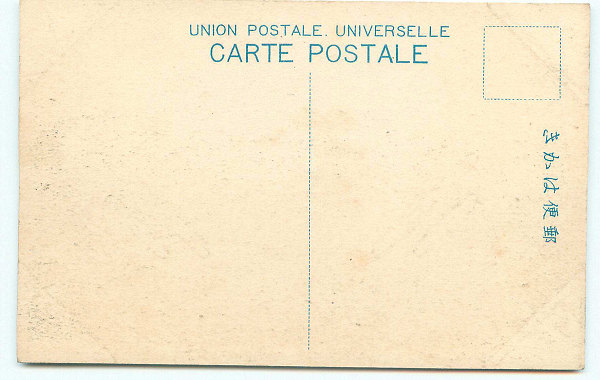 UNION POSTALE. UNIVERSELLE
CARTE POSTALE
郵便はかき